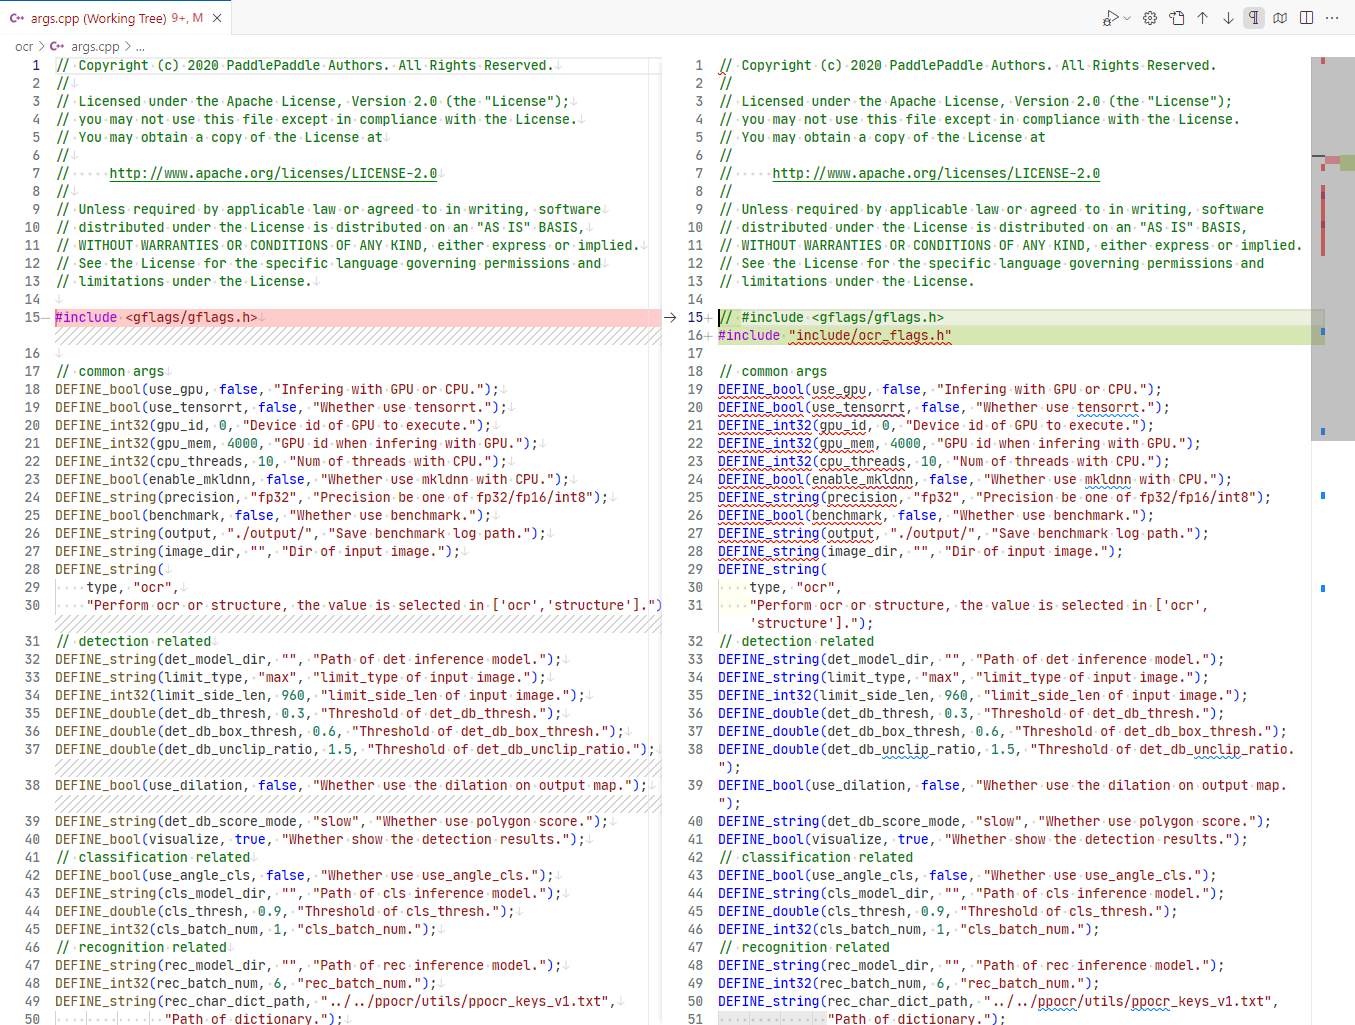 args.cpp (Working Tree) 9+, M
ocr > args.cpp > ...
1 // Copyright (c) 2020 PaddlePaddle Authors. All Rights Reserved.
2 //
3 // Licensed under the Apache License, Version 2.0 (the "License");
4 // you may not use this file except in compliance with the License.
5 // You may obtain a copy of the License at
6 //
7 //     http://www.apache.org/licenses/LICENSE-2.0
8 //
9 // Unless required by applicable law or agreed to in writing, software
10 // distributed under the License is distributed on an "AS IS" BASIS,
11 // WITHOUT WARRANTIES OR CONDITIONS OF ANY KIND, either express or implied.
12 // See the License for the specific language governing permissions and
13 // limitations under the License.
14
15 #include <gflags/gflags.h>
16
17 // common args
18 DEFINE_bool(use_gpu, false, "Infering with GPU or CPU.");
19 DEFINE_bool(use_tensorrt, false, "Whether use tensorrt.");
20 DEFINE_int32(gpu_id, 0, "Device id of GPU to execute.");
21 DEFINE_int32(gpu_mem, 4000, "GPU id when infering with GPU.");
22 DEFINE_int32(cpu_threads, 10, "Num of threads with CPU.");
23 DEFINE_bool(enable_mkldnn, false, "Whether use mkldnn with CPU.");
24 DEFINE_string(precision, "fp32", "Precision be one of fp32/fp16/int8");
25 DEFINE_bool(benchmark, false, "Whether use benchmark.");
26 DEFINE_string(output, "./output/", "Save benchmark log path.");
27 DEFINE_string(image_dir, "", "Dir of input image.");
28 DEFINE_string(
29     type, "ocr",
30     "Perform ocr or structure, the value is selected in ['ocr','structure'].")
31 // detection related
32 DEFINE_string(det_model_dir, "", "Path of det inference model.");
33 DEFINE_string(limit_type, "max", "limit_type of input image.");
34 DEFINE_int32(limit_side_len, 960, "limit_side_len of input image.");
35 DEFINE_double(det_db_thresh, 0.3, "Threshold of det_db_thresh.");
36 DEFINE_double(det_db_box_thresh, 0.6, "Threshold of det_db_box_thresh.");
37 DEFINE_double(det_db_unclip_ratio, 1.5, "Threshold of det_db_unclip_ratio.");
38 DEFINE_bool(use_dilation, false, "Whether use the dilation on output map.");
39 DEFINE_string(det_db_score_mode, "slow", "Whether use polygon score.");
40 DEFINE_bool(visualize, true, "Whether show the detection results.");
41 // classification related
42 DEFINE_bool(use_angle_cls, false, "Whether use use_angle_cls.");
43 DEFINE_string(cls_model_dir, "", "Path of cls inference model.");
44 DEFINE_double(cls_thresh, 0.9, "Threshold of cls_thresh.");
45 DEFINE_int32(cls_batch_num, 1, "cls_batch_num.");
46 // recognition related
47 DEFINE_string(rec_model_dir, "", "Path of rec inference model.");
48 DEFINE_int32(rec_batch_num, 6, "rec_batch_num.");
49 DEFINE_string(rec_char_dict_path, "../../ppocr/utils/ppocr_keys_v1.txt",
50               "Path of dictionary.");
1 // Copyright (c) 2020 PaddlePaddle Authors. All Rights Reserved.
2 //
3 // Licensed under the Apache License, Version 2.0 (the "License");
4 // you may not use this file except in compliance with the License.
5 // You may obtain a copy of the License at
6 //
7 //     http://www.apache.org/licenses/LICENSE-2.0
8 //
9 // Unless required by applicable law or agreed to in writing, software
10 // distributed under the License is distributed on an "AS IS" BASIS,
11 // WITHOUT WARRANTIES OR CONDITIONS OF ANY KIND, either express or implied.
12 // See the License for the specific language governing permissions and
13 // limitations under the License.
14
15 // #include <gflags/gflags.h>
16 #include "include/ocr_flags.h"
17
18 // common args
19 DEFINE_bool(use_gpu, false, "Infering with GPU or CPU.");
20 DEFINE_bool(use_tensorrt, false, "Whether use tensorrt.");
21 DEFINE_int32(gpu_id, 0, "Device id of GPU to execute.");
22 DEFINE_int32(gpu_mem, 4000, "GPU id when infering with GPU.");
23 DEFINE_int32(cpu_threads, 10, "Num of threads with CPU.");
24 DEFINE_bool(enable_mkldnn, false, "Whether use mkldnn with CPU.");
25 DEFINE_string(precision, "fp32", "Precision be one of fp32/fp16/int8");
26 DEFINE_bool(benchmark, false, "Whether use benchmark.");
27 DEFINE_string(output, "./output/", "Save benchmark log path.");
28 DEFINE_string(image_dir, "", "Dir of input image.");
29 DEFINE_string(
30     type, "ocr",
31     "Perform ocr or structure, the value is selected in ['ocr',
    'structure'].");
32 // detection related
33 DEFINE_string(det_model_dir, "", "Path of det inference model.");
34 DEFINE_string(limit_type, "max", "limit_type of input image.");
35 DEFINE_int32(limit_side_len, 960, "limit_side_len of input image.");
36 DEFINE_double(det_db_thresh, 0.3, "Threshold of det_db_thresh.");
37 DEFINE_double(det_db_box_thresh, 0.6, "Threshold of det_db_box_thresh.");
38 DEFINE_double(det_db_unclip_ratio, 1.5, "Threshold of det_db_unclip_ratio.
");
39 DEFINE_bool(use_dilation, false, "Whether use the dilation on output map.
");
40 DEFINE_string(det_db_score_mode, "slow", "Whether use polygon score.");
41 DEFINE_bool(visualize, true, "Whether show the detection results.");
42 // classification related
43 DEFINE_bool(use_angle_cls, false, "Whether use use_angle_cls.");
44 DEFINE_string(cls_model_dir, "", "Path of cls inference model.");
45 DEFINE_double(cls_thresh, 0.9, "Threshold of cls_thresh.");
46 DEFINE_int32(cls_batch_num, 1, "cls_batch_num.");
47 // recognition related
48 DEFINE_string(rec_model_dir, "", "Path of rec inference model.");
49 DEFINE_int32(rec_batch_num, 6, "rec_batch_num.");
50 DEFINE_string(rec_char_dict_path, "../../ppocr/utils/ppocr_keys_v1.txt",
51               "Path of dictionary.");